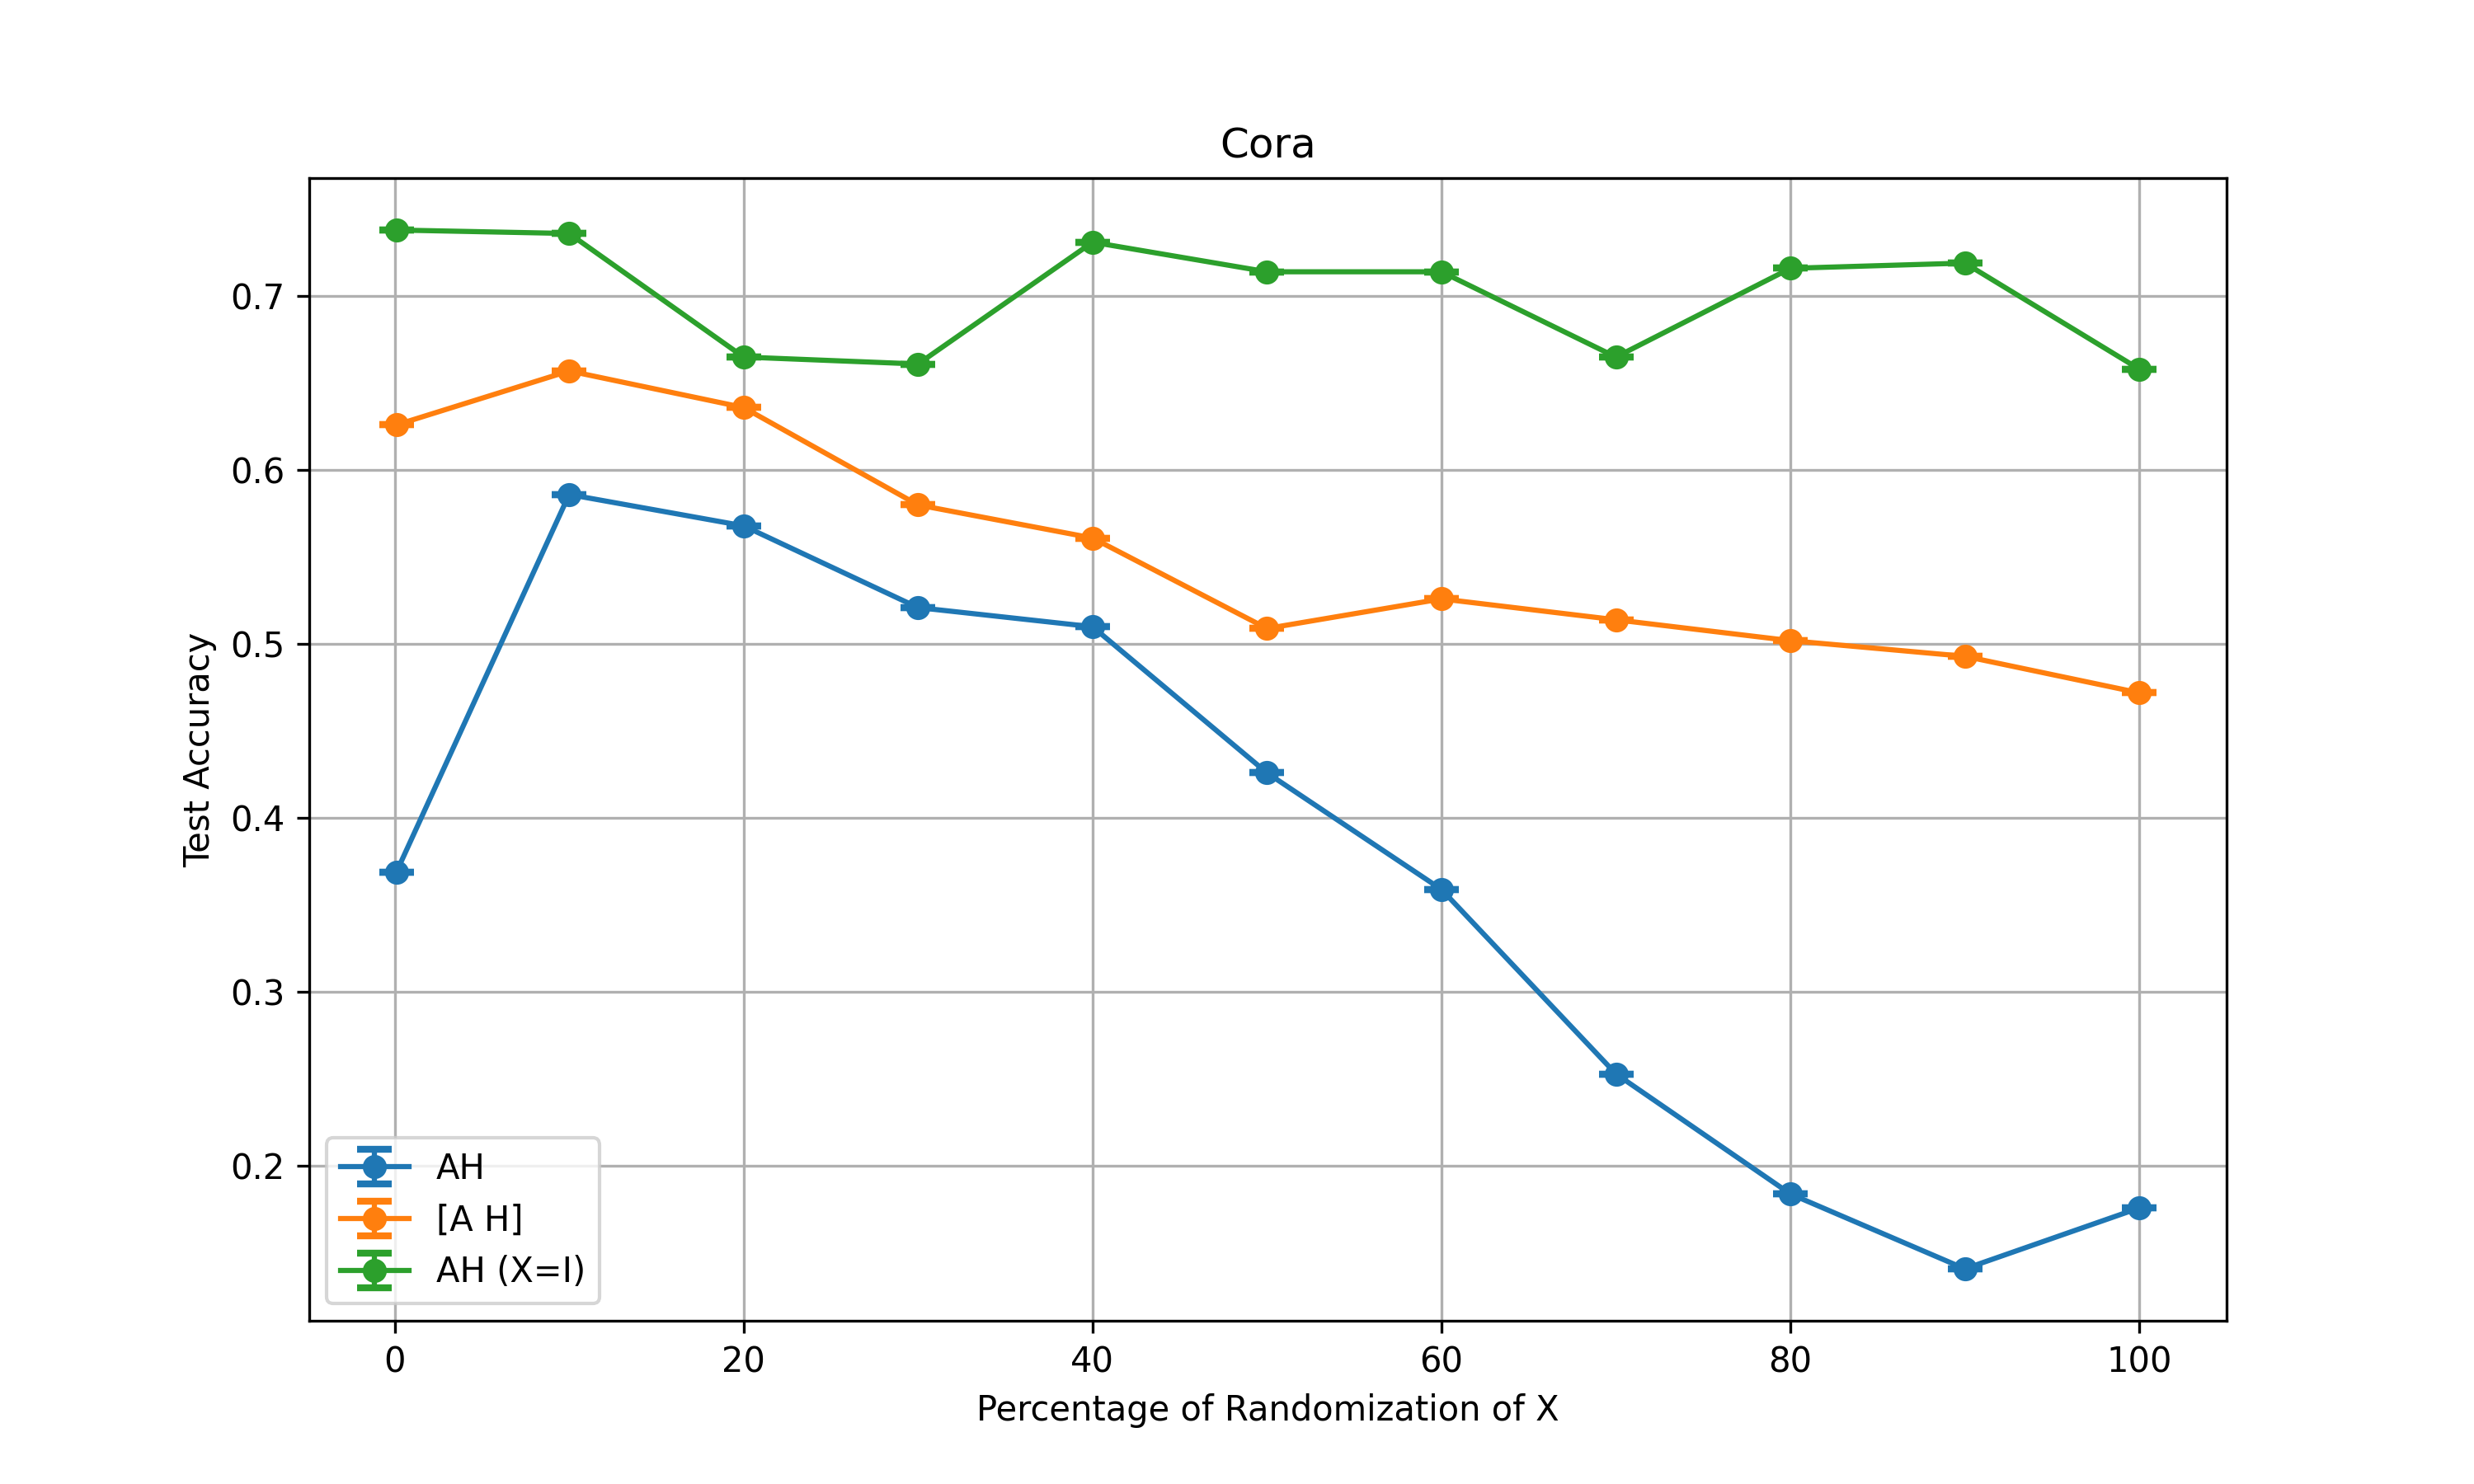 Cora
Test Accuracy
0.7
0.6
0.5
0.4
0.3
0.2
AH
[A H]
AH (X=I)
0 20 40 60 80 100
Percentage of Randomization of X